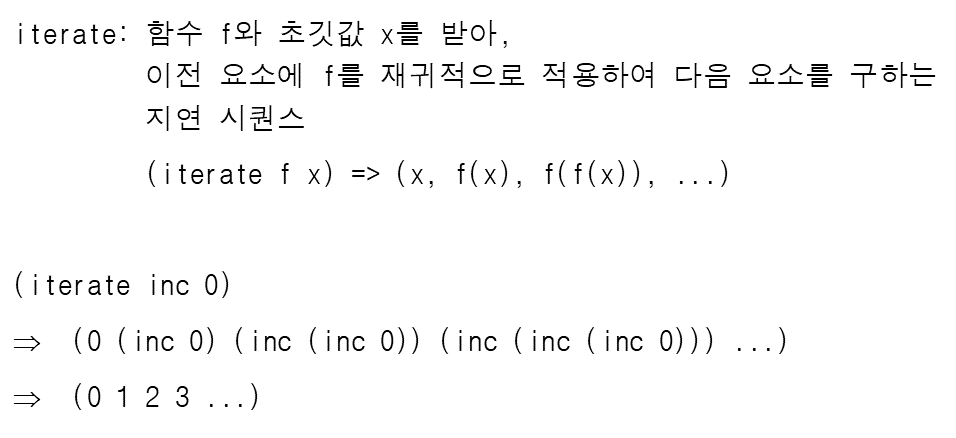 iterate: 함수 f와 초깃값 x를 받아,
이전 요소에 f를 재귀적으로 적용하여 다음 요소를 구하는
지연 시퀀스
(iterate f x) => (x, f(x), f(f(x)), ...)
(iterate inc 0)
⇒ (0 (inc 0) (inc (inc 0)) (inc (inc (inc 0))) ...)
⇒ (0 1 2 3 ...)